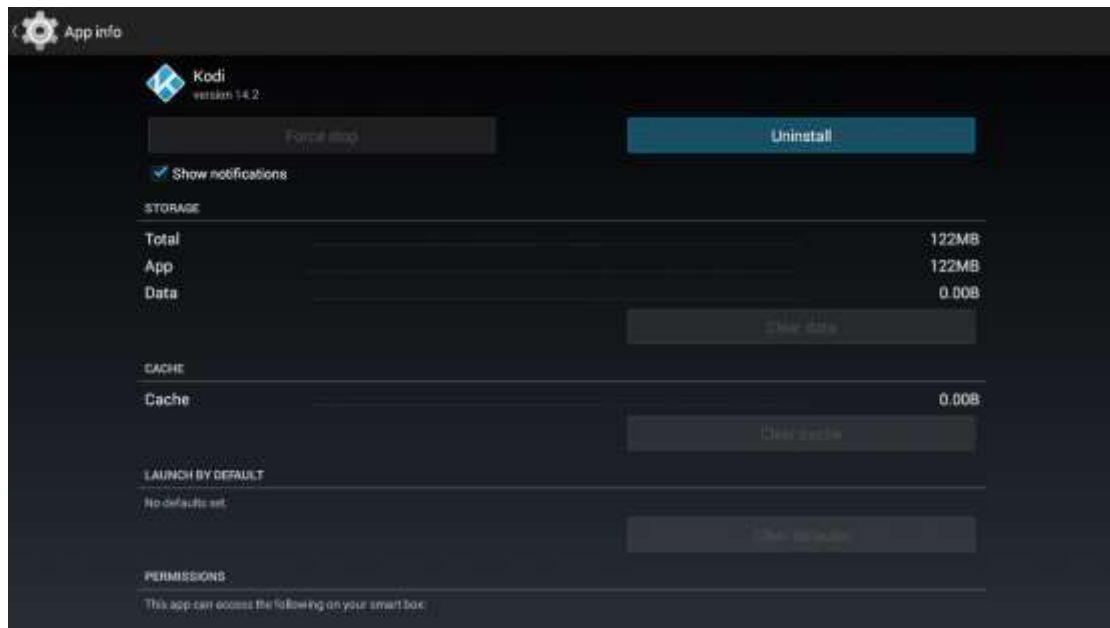 App info
Kodi
version 14.2
Force stop
Uninstall
Show notifications
STORAGE
Total 122MB
App 122MB
Data 0.00B
Clear data
CACHE
Cache 0.00B
Clear cache
LAUNCH BY DEFAULT
No defaults set.
Clear defaults
PERMISSIONS
This app can access the following on your smart box: